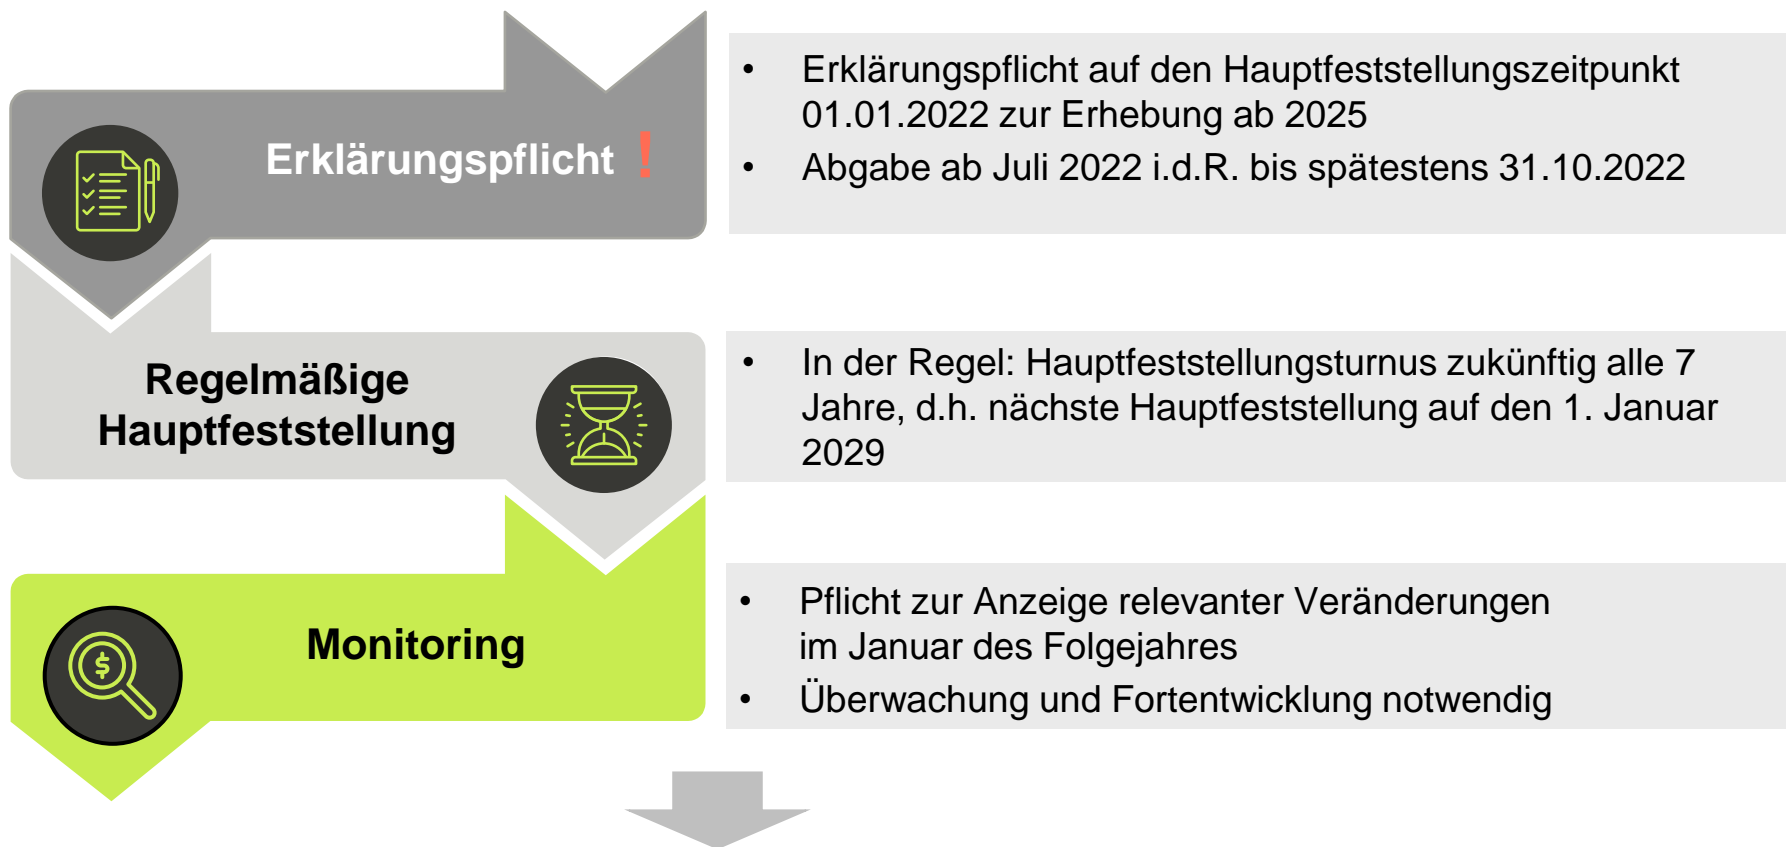 Erklärungspflicht !
• Erklärungspflicht auf den Hauptfeststellungszeitpunkt
01.01.2022 zur Erhebung ab 2025
• Abgabe ab Juli 2022 i.d.R. bis spätestens 31.10.2022
Regelmäßige
Hauptfeststellung
• In der Regel: Hauptfeststellungsturnus zukünftig alle 7
Jahre, d.h. nächste Hauptfeststellung auf den 1. Januar
2029
$
Monitoring
• Pflicht zur Anzeige relevanter Veränderungen
im Januar des Folgejahres
• Überwachung und Fortentwicklung notwendig